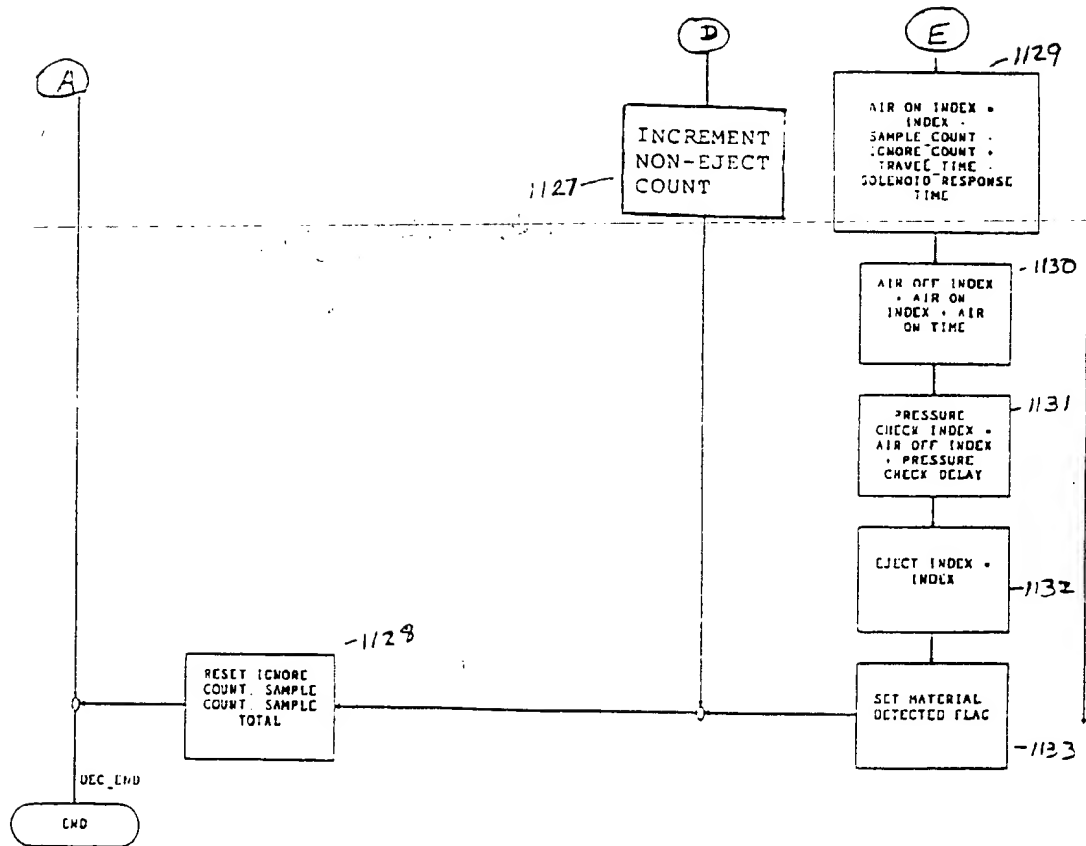 A
D
E
1129
AIR ON INDEX =
INDEX -
SAMPLE_COUNT -
IGNORE_COUNT +
TRAVEL_TIME -
SOLENOID_RESPONSE
TIME
INCREMENT
NON-EJECT
COUNT
1127
1130
AIR OFF INDEX
= AIR ON
INDEX + AIR
ON TIME
1131
PRESSURE
CHECK INDEX =
AIR OFF INDEX
+ PRESSURE
CHECK DELAY
EJECT INDEX =
INDEX
1132
1128
RESET IGNORE
COUNT, SAMPLE
COUNT, SAMPLE
TOTAL
SET MATERIAL
DETECTED FLAG
1133
DEC_END
END